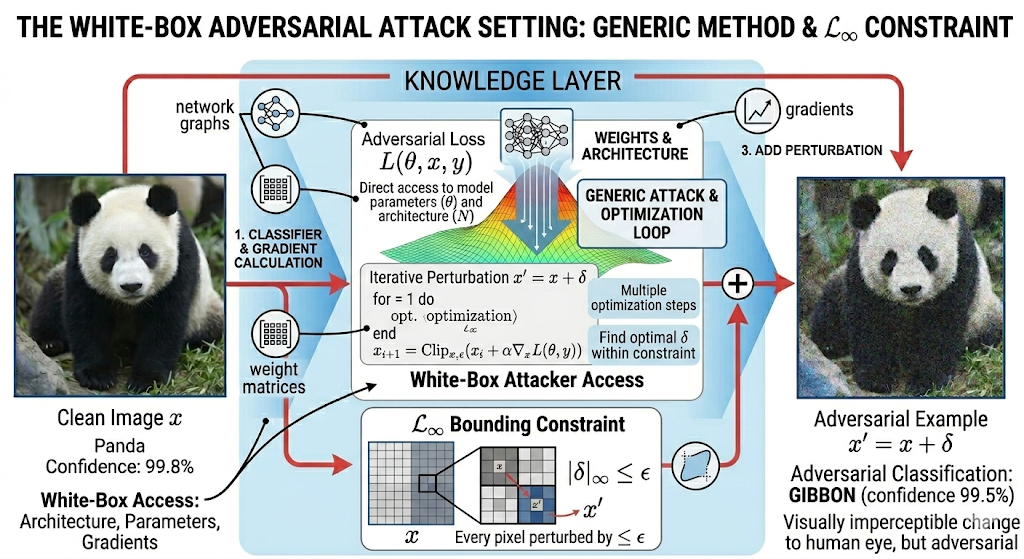 THE WHITE-BOX ADVERSARIAL ATTACK SETTING: GENERIC METHOD & ℒ∞ CONSTRAINT
KNOWLEDGE LAYER
network
graphs
Adversarial Loss
L(θ, x, y)
Direct access to model
parameters (θ) and
architecture (N)
WEIGHTS &
ARCHITECTURE
gradients
3. ADD PERTURBATION
GENERIC ATTACK &
OPTIMIZATION
LOOP
1. CLASSIFIER
& GRADIENT
CALCULATION
Iterative Perturbation x′ = x + δ
for = 1 do
opt. ⟨optimization⟩
ℓ∞
end
xᵢ₊₁ = Clipₓ,ϵ(xᵢ + α∇ₓL(θ, y))
Multiple
optimization steps
Find optimal δ
within constraint
+
weight
matrices
White-Box Attacker Access
Clean Image x
Panda
Confidence: 99.8%
White-Box Access:
Architecture, Parameters,
Gradients
ℒ∞ Bounding Constraint
x
x
x′
|δ|∞ ≤ ϵ
x′
Every pixel perturbed by ≤ ϵ
Adversarial Example
x′ = x + δ
Adversarial Classification:
GIBBON (confidence 99.5%)
Visually imperceptible change
to human eye, but adversarial